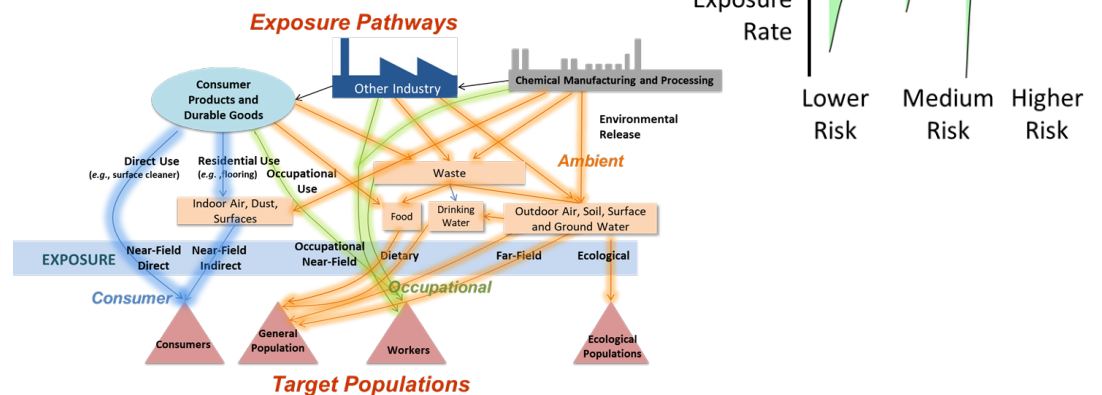 Exposure Pathways
Exposure
Rate
Lower
Risk
Medium
Risk
Higher
Risk
Consumer
Products and
Durable Goods
Other Industry
Chemical Manufacturing and Processing
Environmental
Release
Ambient
Direct Use
(e.g., surface cleaner)
Residential Use
(e.g. ,flooring)
Occupational
Use
Waste
Indoor Air, Dust,
Surfaces
Food
Drinking
Water
Outdoor Air, Soil, Surface
and Ground Water
EXPOSURE
Near-Field
Direct
Near-Field
Indirect
Occupational
Near-Field
Dietary
Far-Field
Ecological
Consumer
Occupational
Consumers
General
Population
Workers
Ecological
Populations
Target Populations